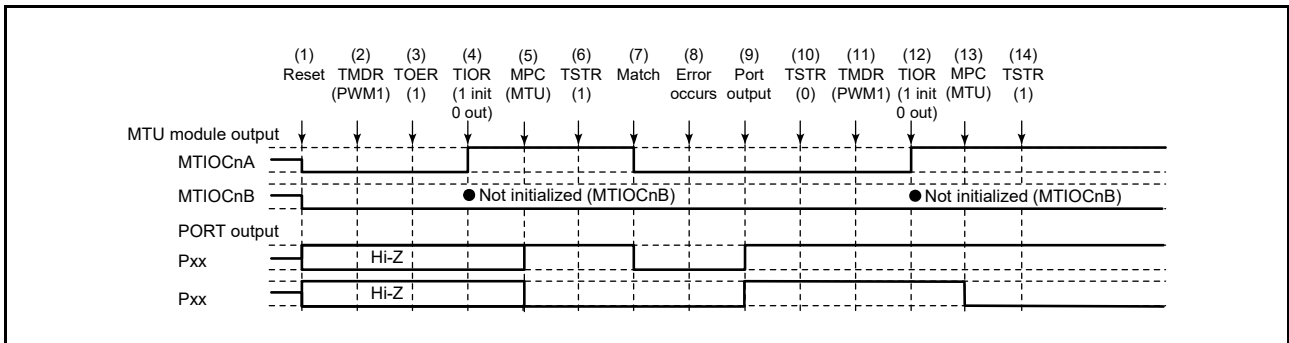 (1) (2) (3) (4) (5) (6) (7) (8) (9) (10) (11) (12) (13) (14)
Reset TMDR TOER TIOR MPC TSTR Match Error Port TSTR TMDR TIOR MPC TSTR
(PWM1) (1) (1 init (MTU) (1) occurs output (0) (PWM1) (1 init (MTU) (1)
0 out) 0 out)
MTU module output
MTIOCnA
MTIOCnB ●Not initialized (MTIOCnB) ●Not initialized (MTIOCnB)
PORT output
Pxx Hi-Z
Pxx Hi-Z